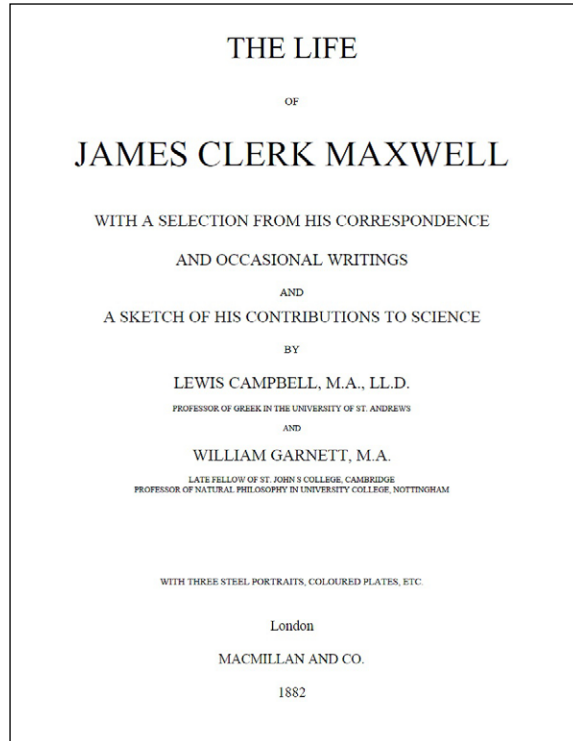 THE LIFE
OF
JAMES CLERK MAXWELL
WITH A SELECTION FROM HIS CORRESPONDENCE
AND OCCASIONAL WRITINGS
AND
A SKETCH OF HIS CONTRIBUTIONS TO SCIENCE
BY
LEWIS CAMPBELL, M.A., LL.D.
PROFESSOR OF GREEK IN THE UNIVERSITY OF ST. ANDREWS
AND
WILLIAM GARNETT, M.A.
LATE FELLOW OF ST. JOHN S COLLEGE, CAMBRIDGE
PROFESSOR OF NATURAL PHILOSOPHY IN UNIVERSITY COLLEGE, NOTTINGHAM
WITH THREE STEEL PORTRAITS, COLOURED PLATES, ETC.
London
MACMILLAN AND CO.
1882